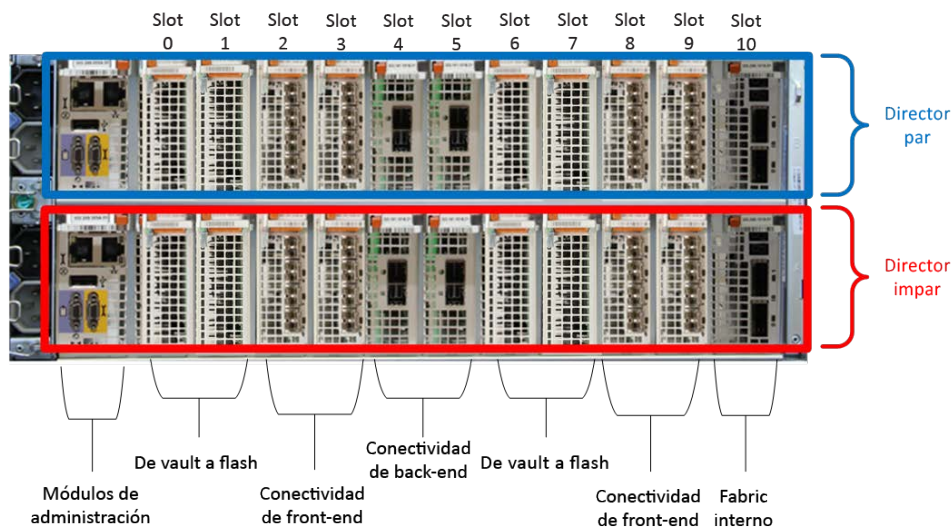 Slot 0
Slot 1
Slot 2
Slot 3
Slot 4
Slot 5
Slot 6
Slot 7
Slot 8
Slot 9
Slot 10
Director
par
Director
impar
Módulos de
administración
De vault a flash
Conectividad
de front-end
Conectividad
de back-end
De vault a flash
Conectividad
de front-end
Fabric
interno